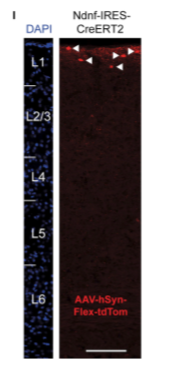 I
Ndnf-IRES-
CreERT2
DAPI
L1
L2/3
L4
L5
L6
AAV-hSyn-
Flex-tdTom